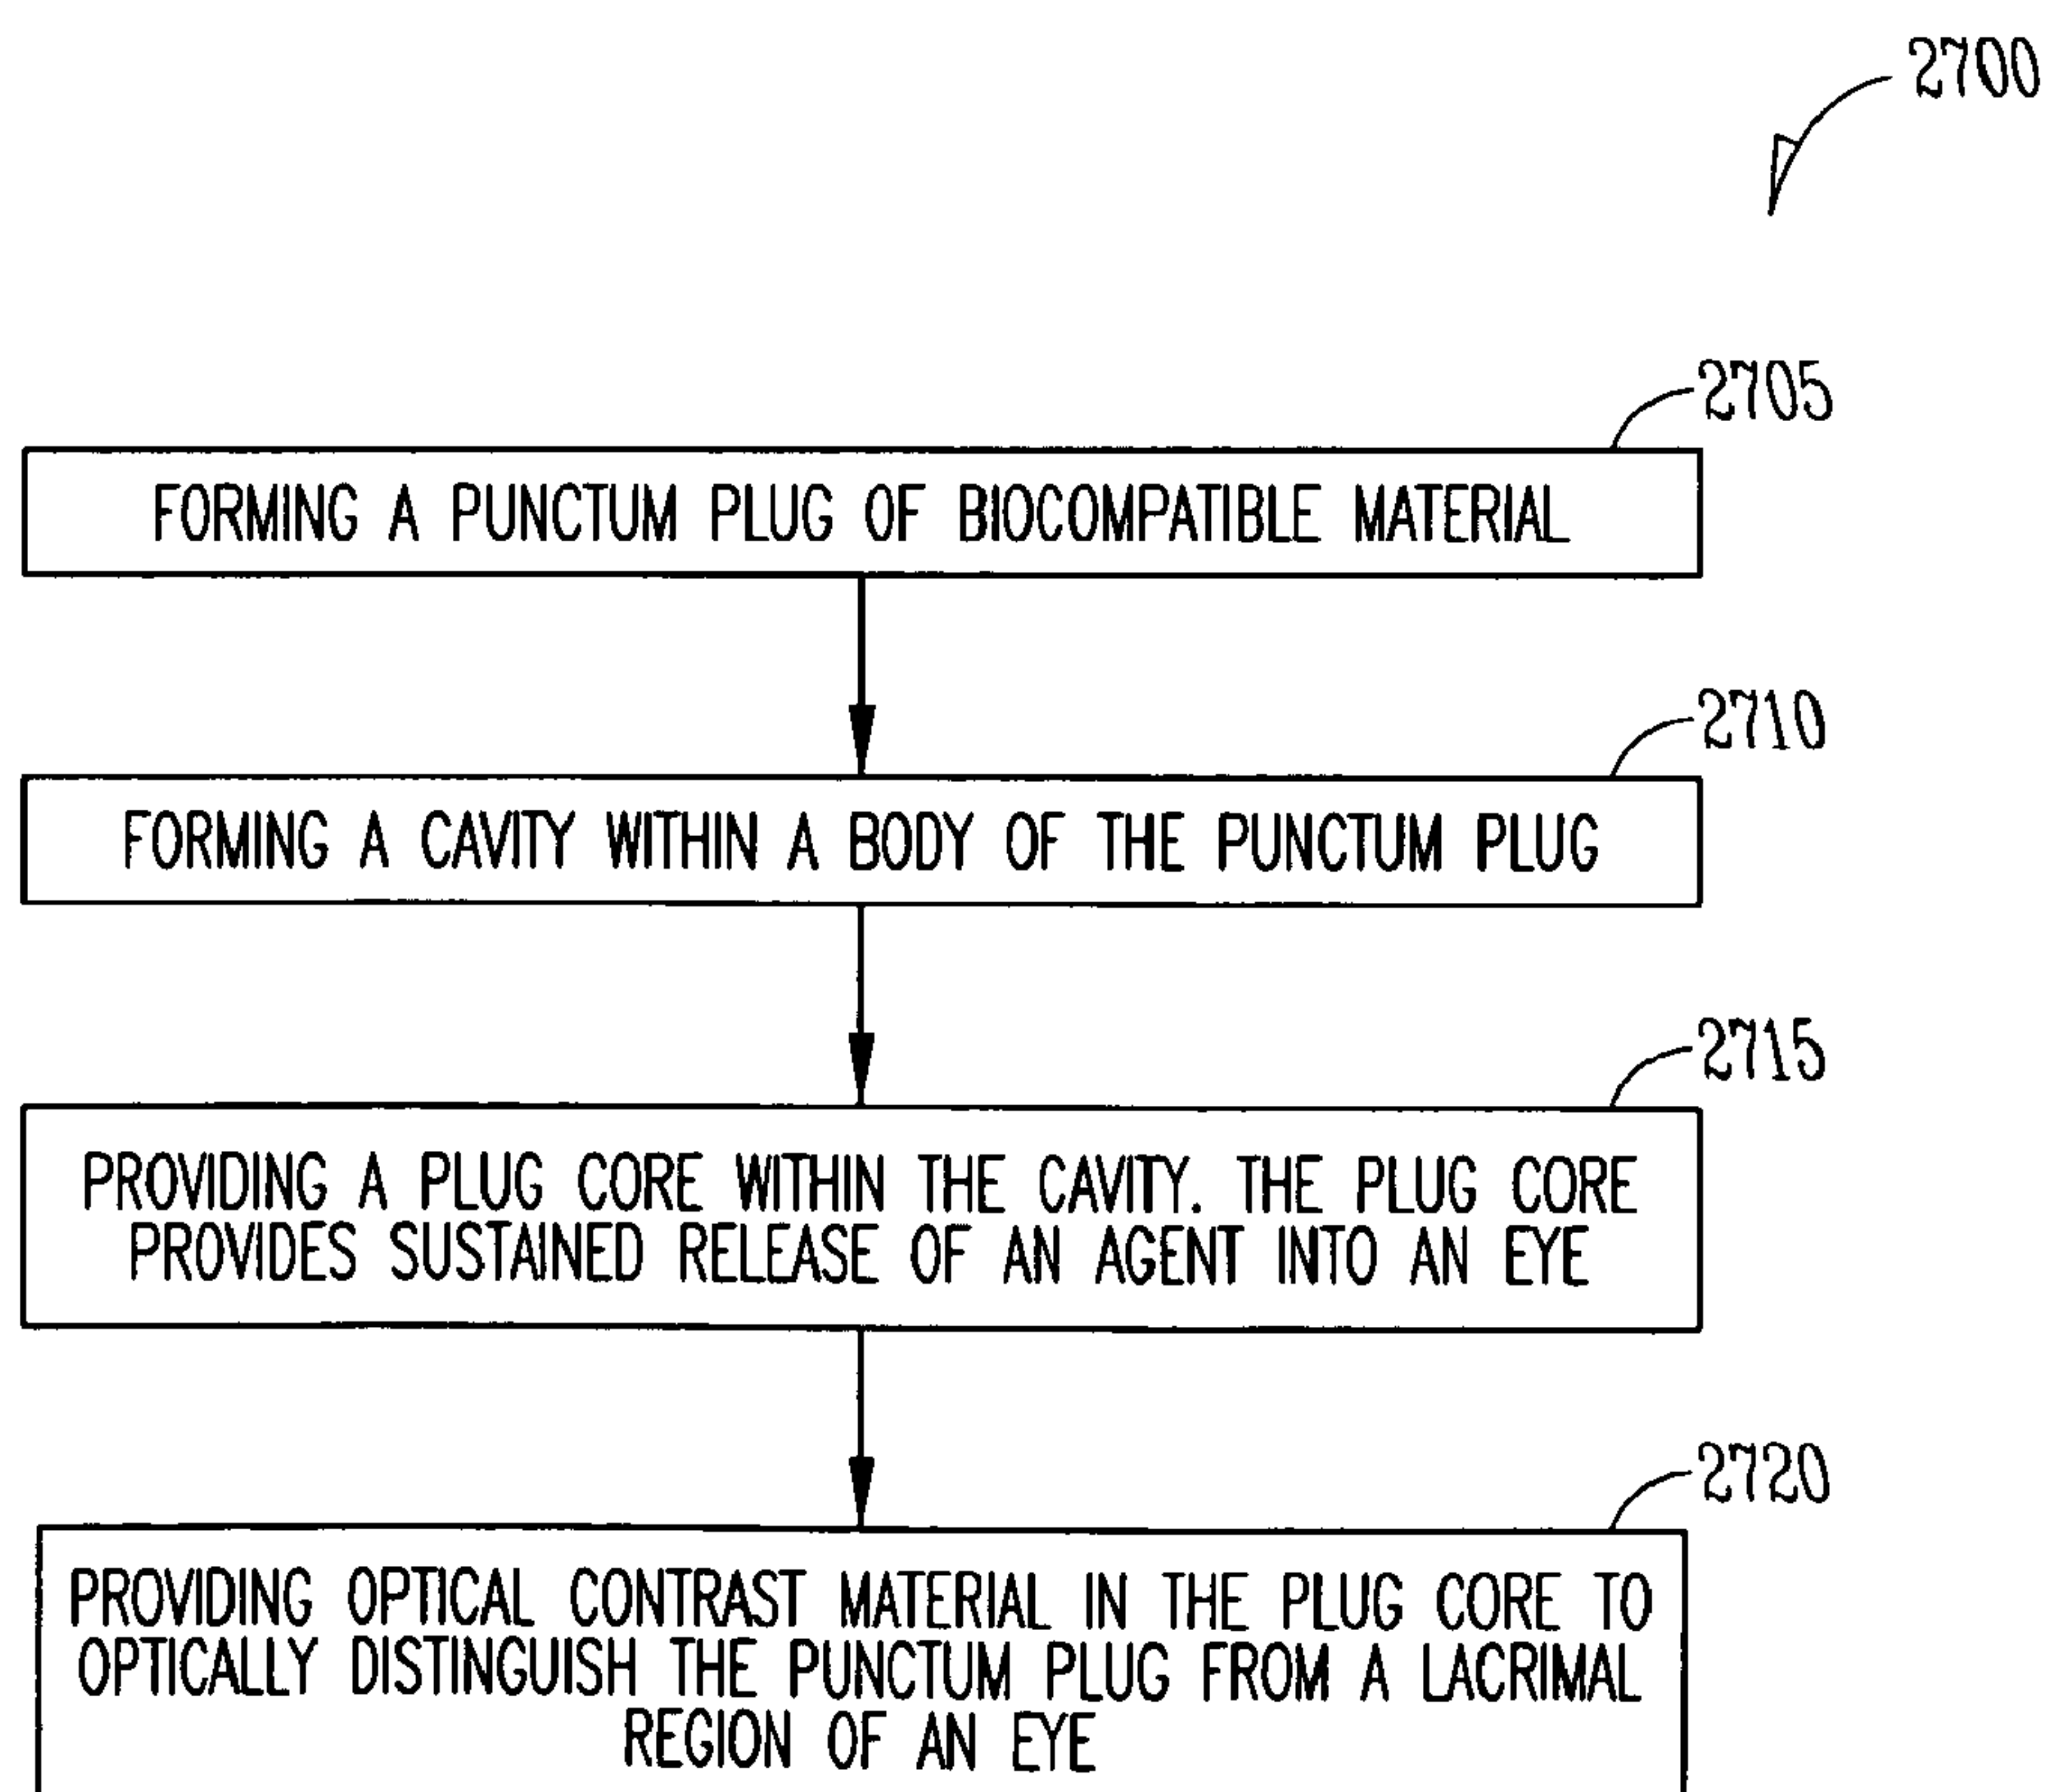 2700
2705
FORMING A PUNCTUM PLUG OF BIOCOMPATIBLE MATERIAL
2710
FORMING A CAVITY WITHIN A BODY OF THE PUNCTUM PLUG
2715
PROVIDING A PLUG CORE WITHIN THE CAVITY. THE PLUG CORE
PROVIDES SUSTAINED RELEASE OF AN AGENT INTO AN EYE
2720
PROVIDING OPTICAL CONTRAST MATERIAL IN THE PLUG CORE TO
OPTICALLY DISTINGUISH THE PUNCTUM PLUG FROM A LACRIMAL
REGION OF AN EYE